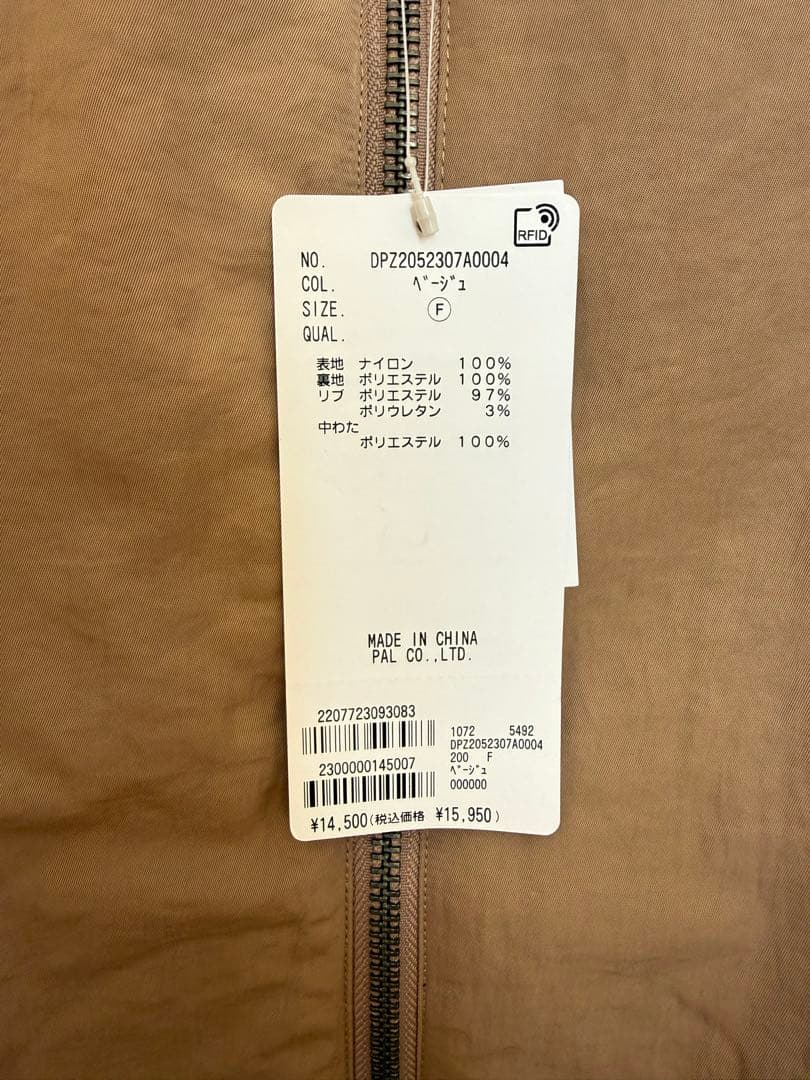 RFID
NO. DPZ2052307A0004
COL. ﾍﾞｰｼﾞｭ
SIZE. Ⓕ
QUAL.
表地 ナイロン 100%
裏地 ポリエステル 100%
リブ ポリエステル 97%
ポリウレタン 3%
中わた
ポリエステル 100%
MADE IN CHINA
PAL CO.,LTD.
2207723093083
1072 5492
DPZ2052307A0004
200 F
ﾍﾞｰｼﾞｭ
000000
2300000145007
¥14,500(税込価格 ¥15,950)